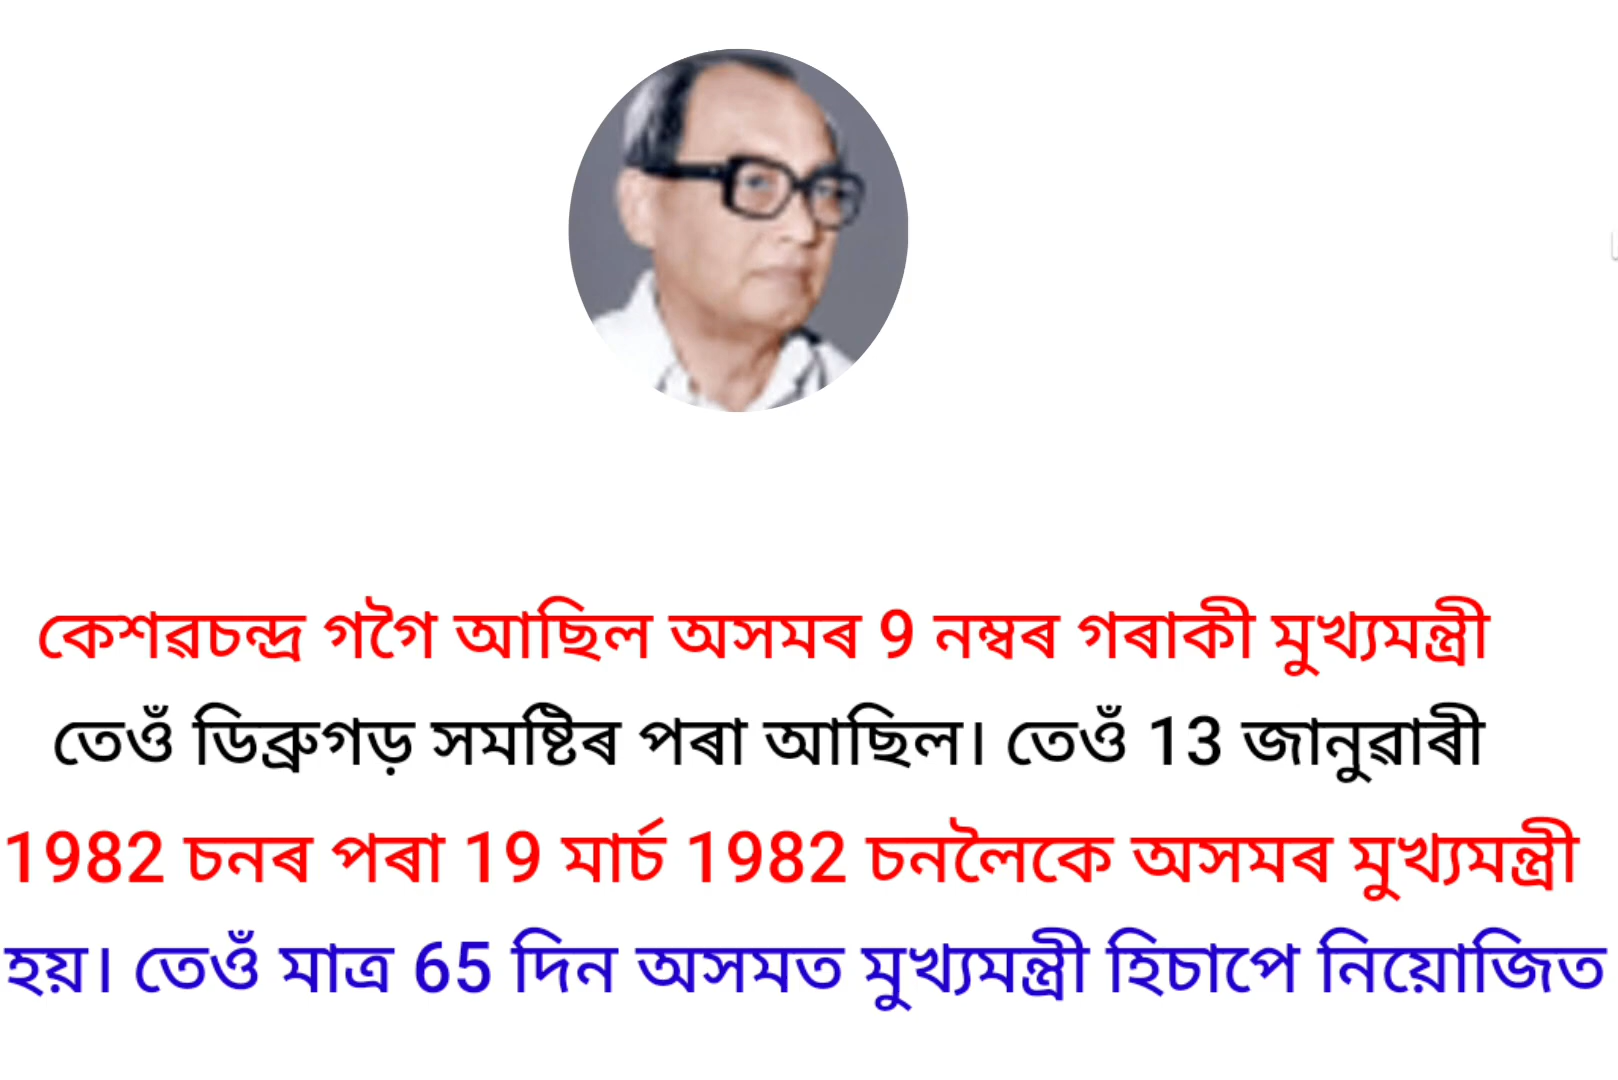 কেশৱচন্দ্ৰ গগৈ আছিল অসমৰ 9 নম্বৰ গৰাকী মুখ্যমন্ত্ৰী
তেওঁ ডিব্ৰুগড় সমষ্টিৰ পৰা আছিল। তেওঁ 13 জানুৱাৰী
1982 চনৰ পৰা 19 মাৰ্চ 1982 চনলৈকে অসমৰ মুখ্যমন্ত্ৰী
হয়। তেওঁ মাত্ৰ 65 দিন অসমত মুখ্যমন্ত্ৰী হিচাপে নিয়োজিত